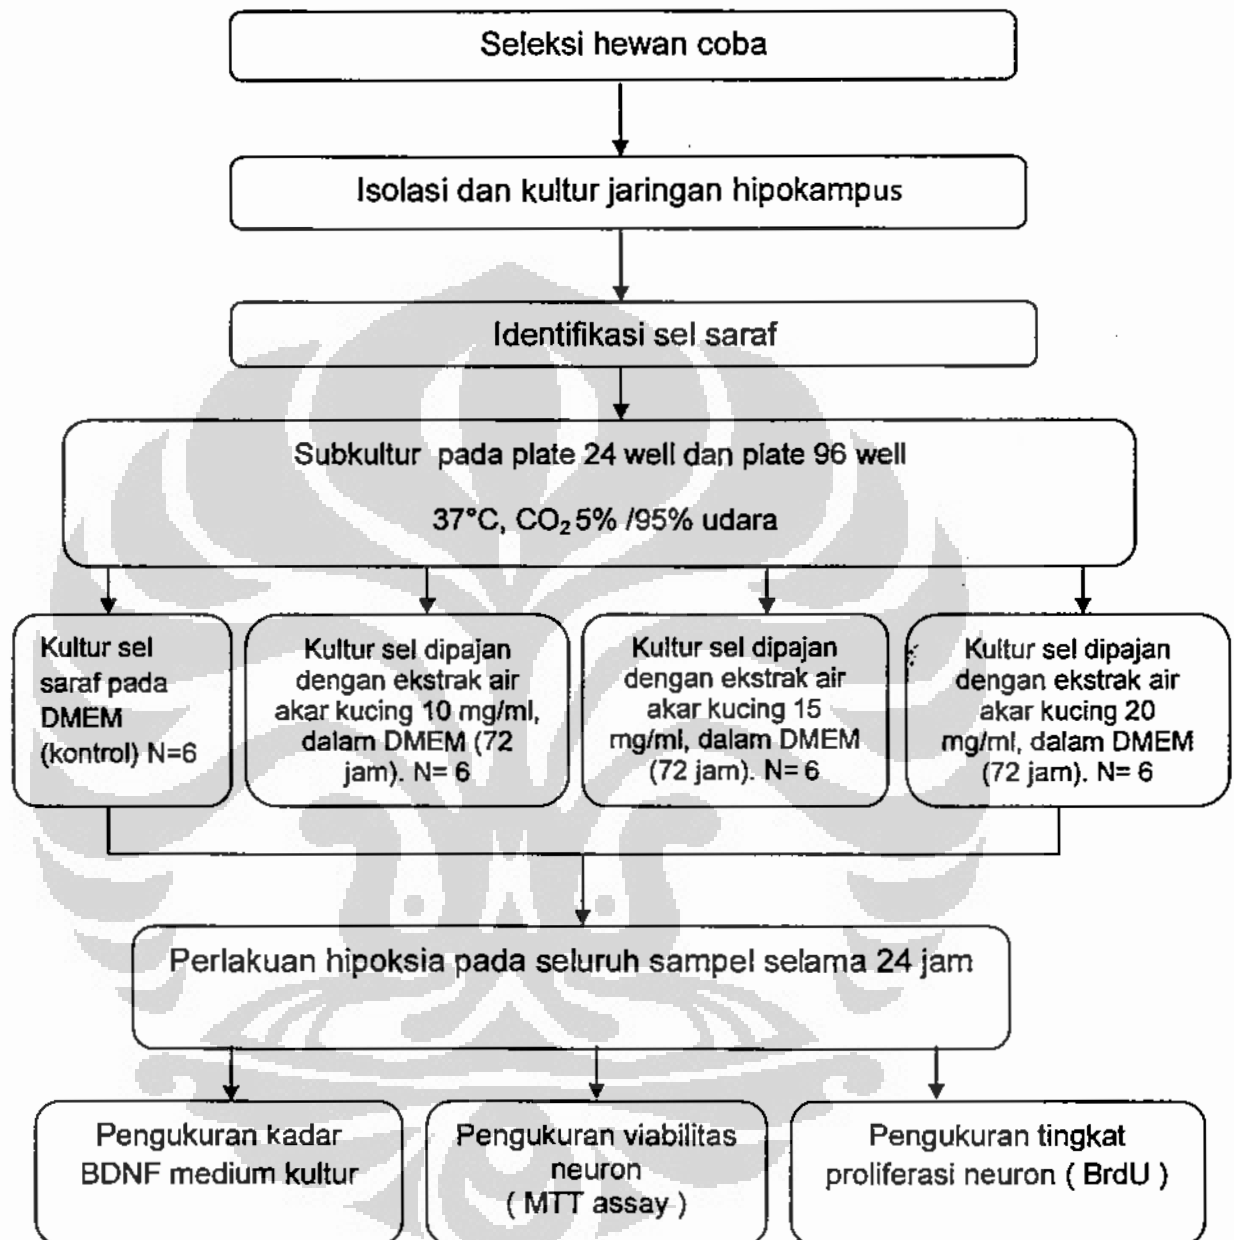 Seleksi hewan coba
Isolasi dan kultur jaringan hipokampus
Identifikasi sel saraf
Subkultur pada plate 24 well dan plate 96 well
37°C, CO₂ 5% /95% udara
Kultur sel
saraf pada
DMEM
(kontrol) N=6
Kultur sel dipajan
dengan ekstrak air
akar kucing 10 mg/ml,
dalam DMEM (72
jam). N= 6
Kultur sel dipajan
dengan ekstrak air
akar kucing 15
mg/ml, dalam DMEM
(72 jam). N= 6
Kultur sel dipajan
dengan ekstrak air
akar kucing 20
mg/ml, dalam DMEM
(72 jam). N= 6
Perlakuan hipoksia pada seluruh sampel selama 24 jam
Pengukuran kadar
BDNF medium kultur
Pengukuran viabilitas
neuron
( MTT assay )
Pengukuran tingkat
proliferasi neuron ( BrdU )